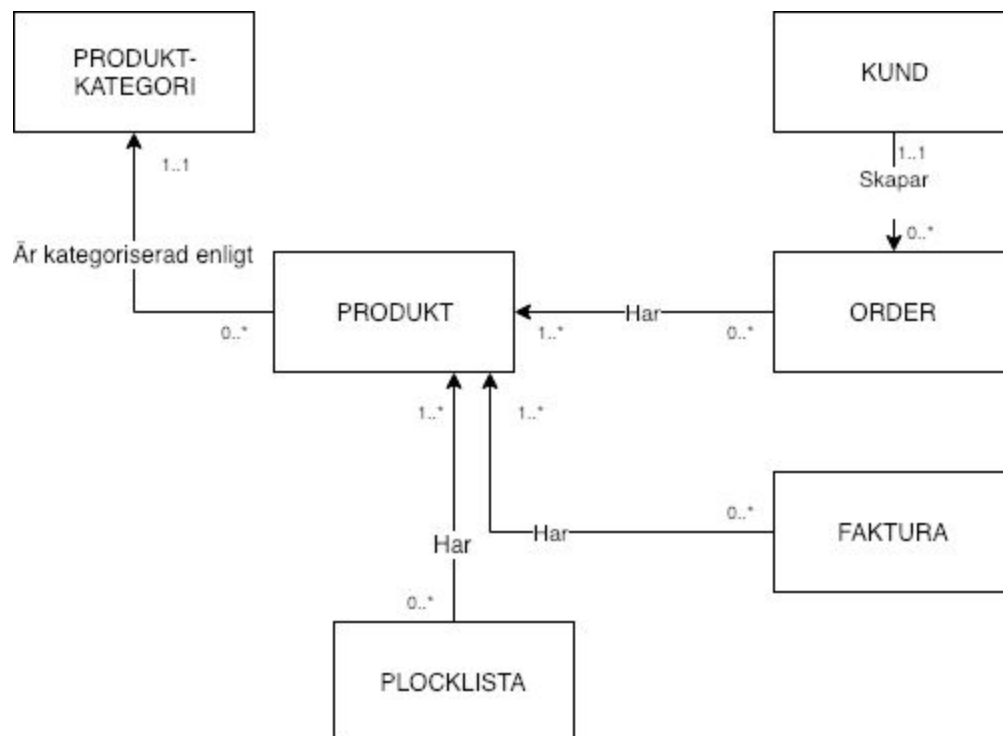 PRODUKT-
KATEGORI
KUND
1..1
1..1
Skapar
Är kategoriserad enligt
0..*
PRODUKT
Har
ORDER
0..*
1..*
0..*
1..*
1..*
0..*
Har
Har
FAKTURA
0..*
PLOCKLISTA